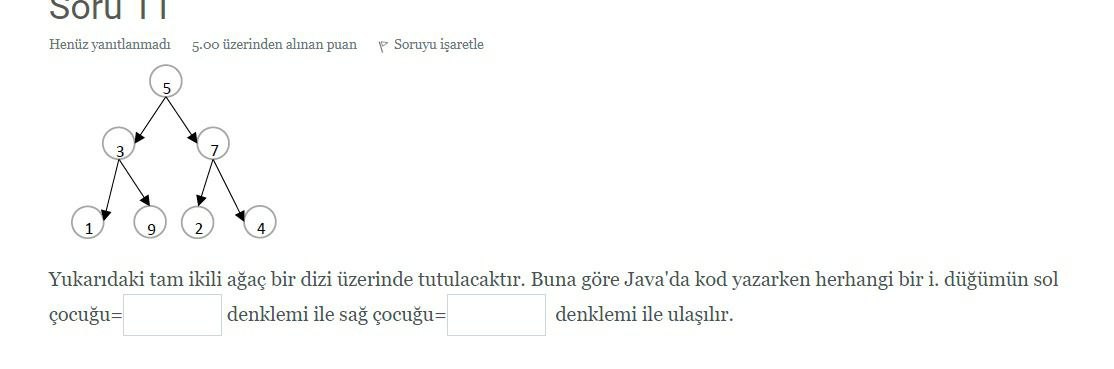 Soru 11
Henüz yanıtlanmadı 5.00 üzerinden alınan puan Soruyu işaretle
5
3 7
1 9 2 4
Yukarıdaki tam ikili ağaç bir dizi üzerinde tutulacaktır. Buna göre Java'da kod yazarken herhangi bir i. düğümün sol
çocuğu= denklemi ile sağ çocuğu= denklemi ile ulaşılır.